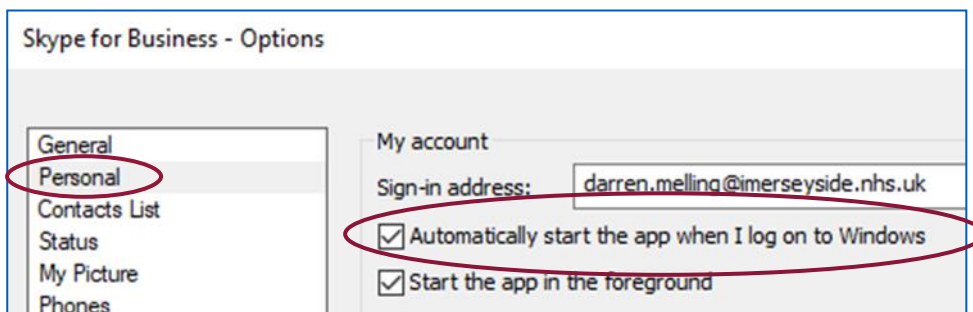 Skype for Business - Options
General
Personal
Contacts List
Status
My Picture
Phones
My account
Sign-in address:
darren.melling@imerseyside.nhs.uk
Automatically start the app when I log on to Windows
Start the app in the foreground